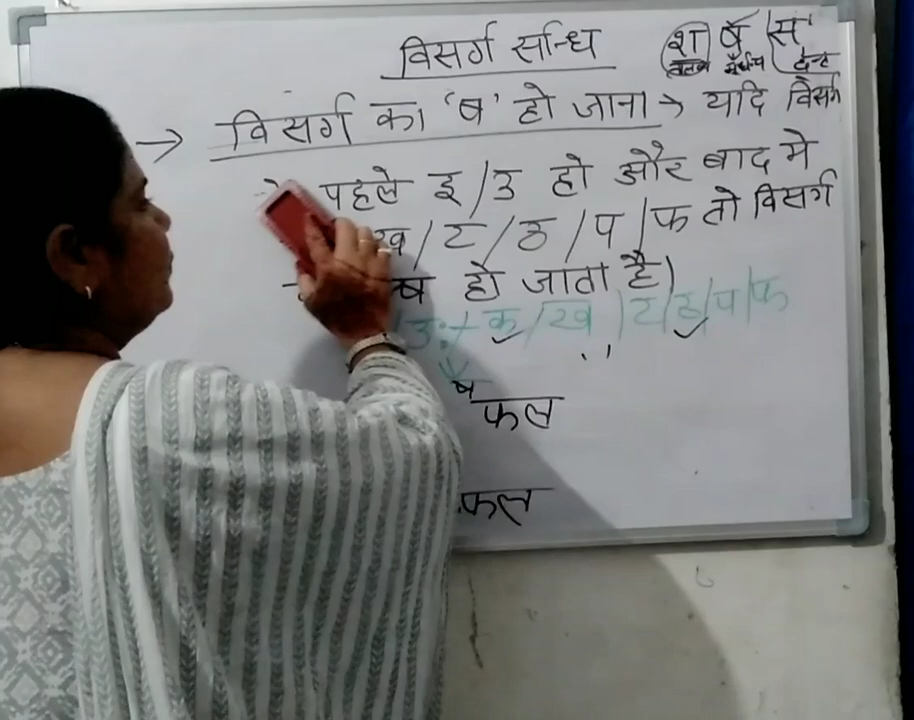 विसर्ग सन्धि
श ष स
→ विसर्ग का 'ष' हो जाना → यदि विसर्ग
पहले इ/उ हो और बाद में
ख/ट/ठ/प/फ तो विसर्ग
ष हो जाता है।
उः+क/ख/ट/ठ/प/फ
ष
फल
फल